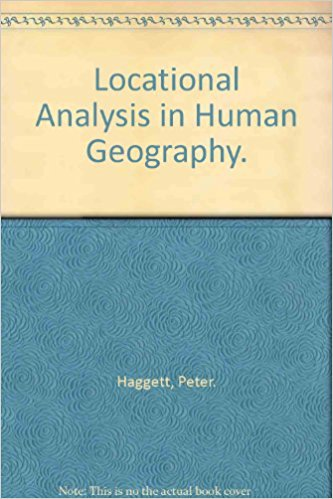 Locational
Analysis in Human
Geography.
Haggett, Peter.
Note: This is no the actual book cover